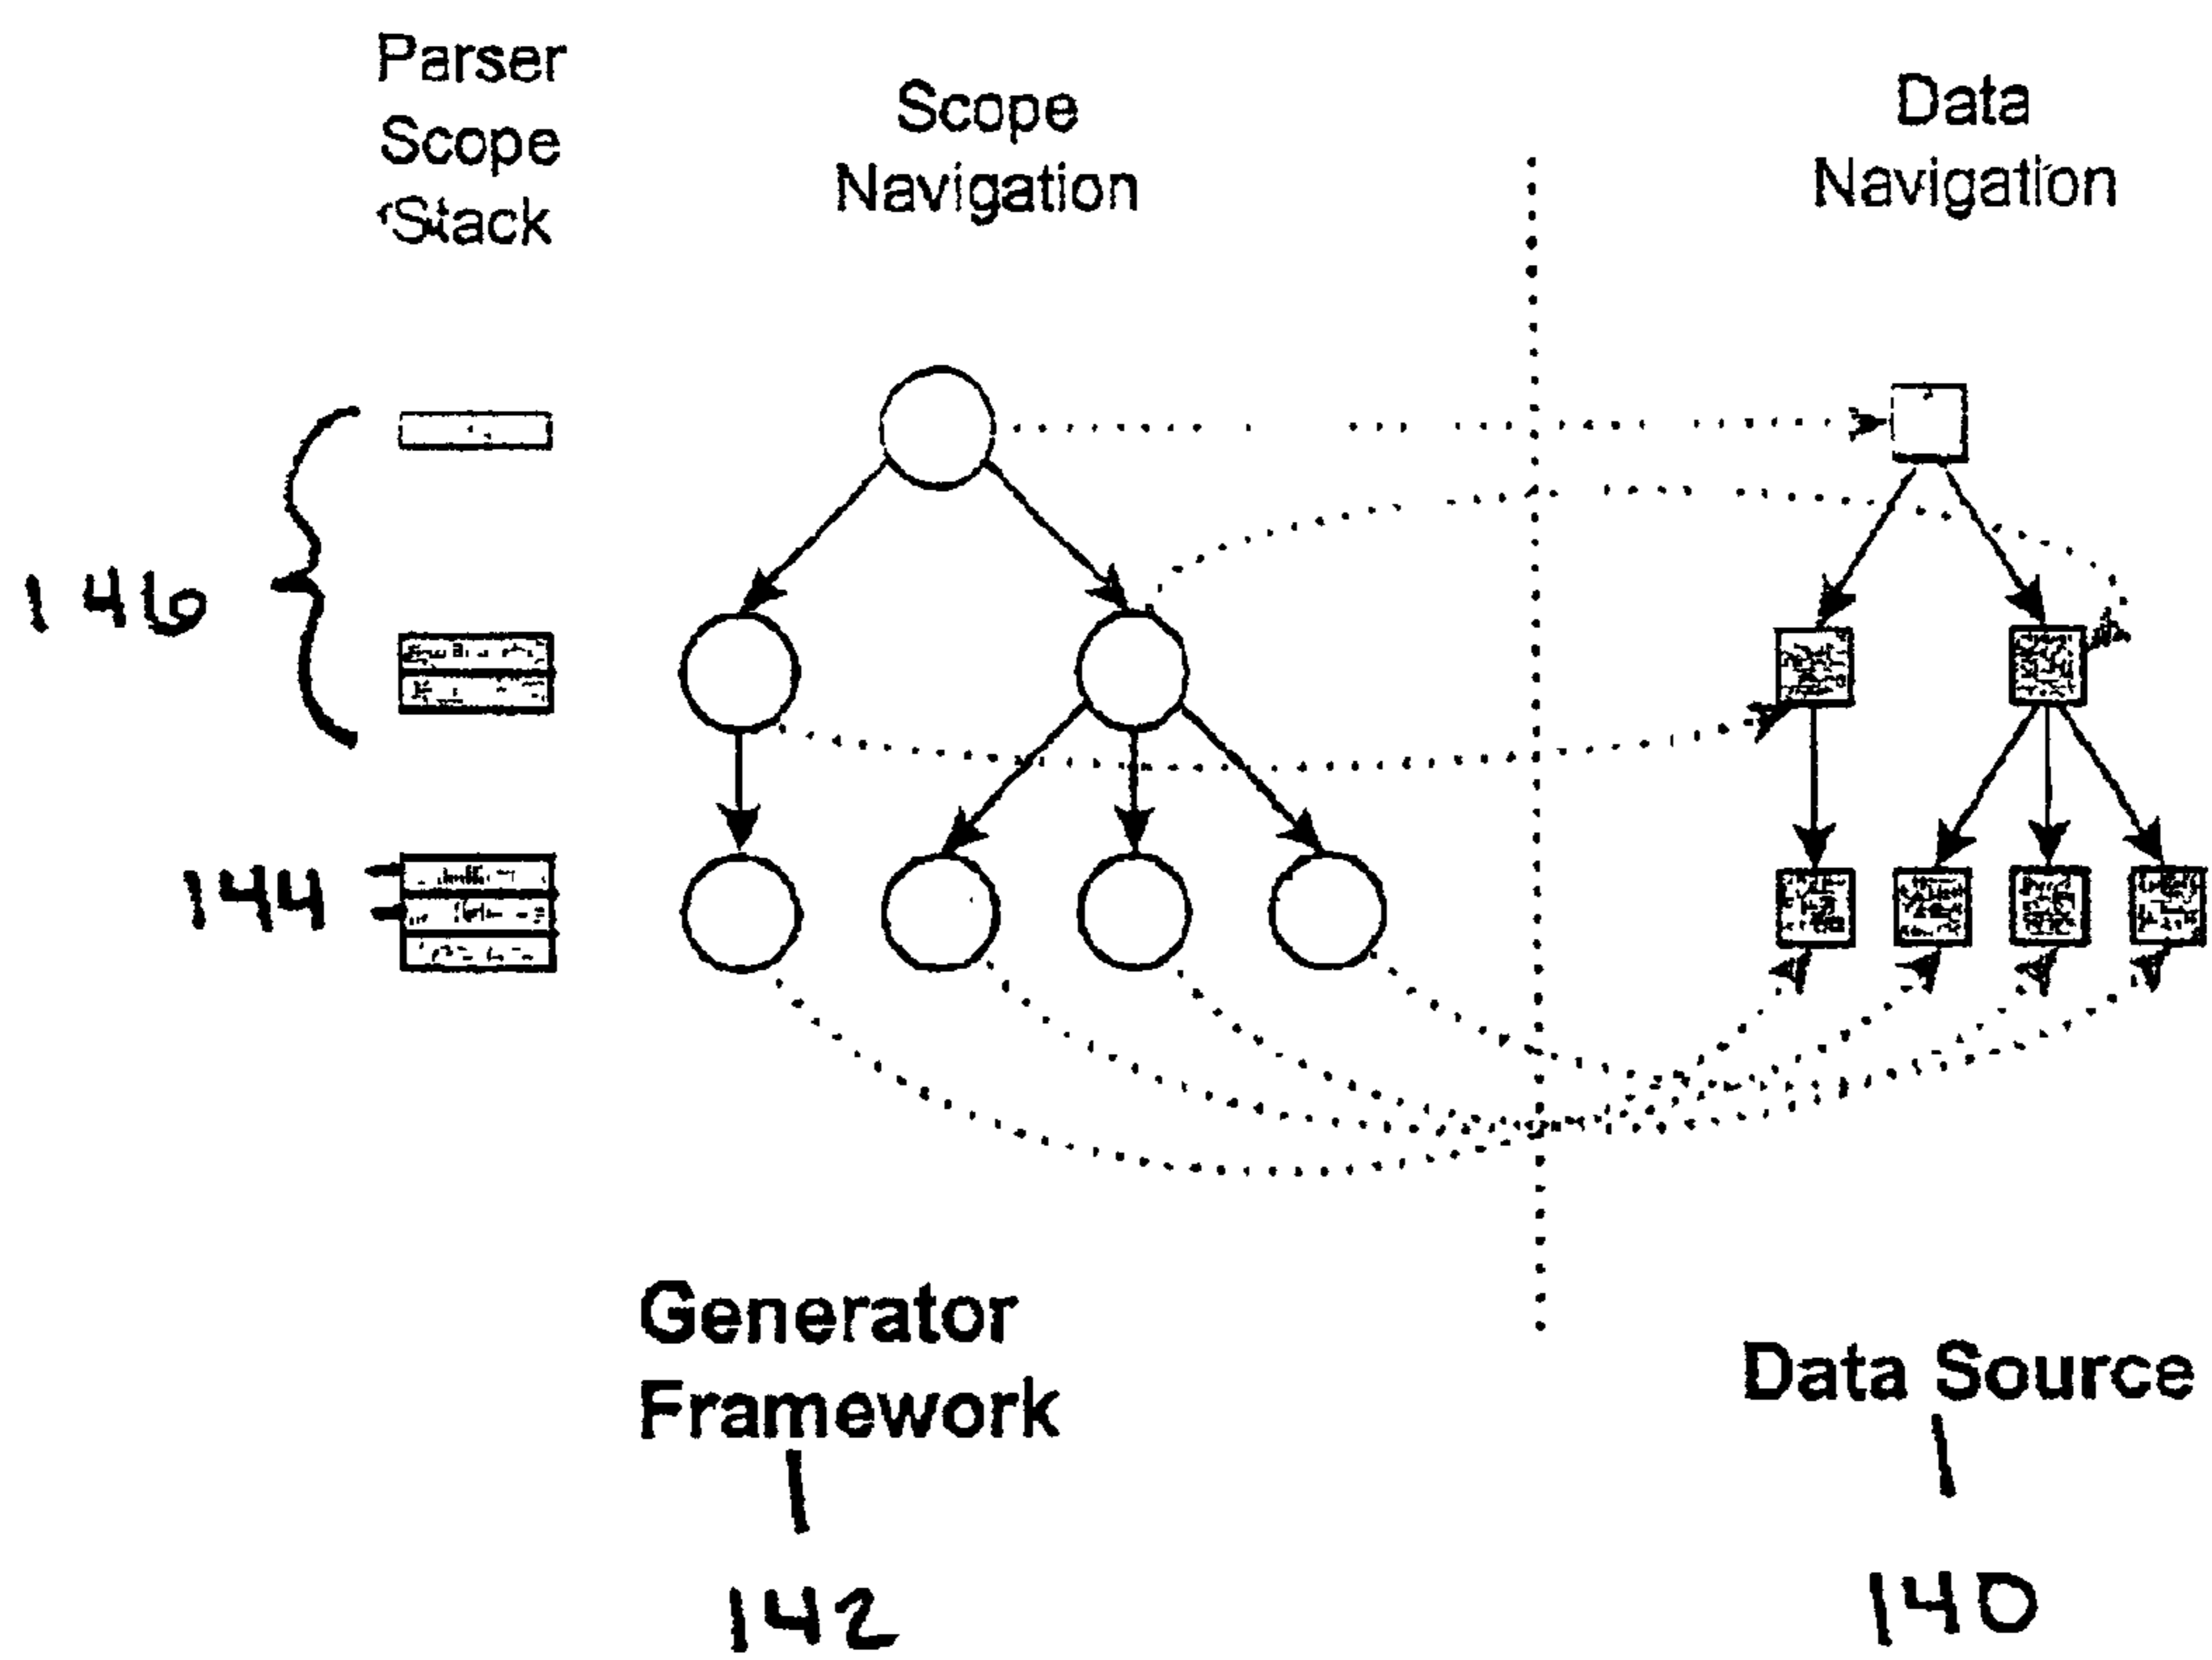 Parser
Scope
Stack
Scope
Navigation
Data
Navigation
146
144
Generator
Framework
142
Data Source
140